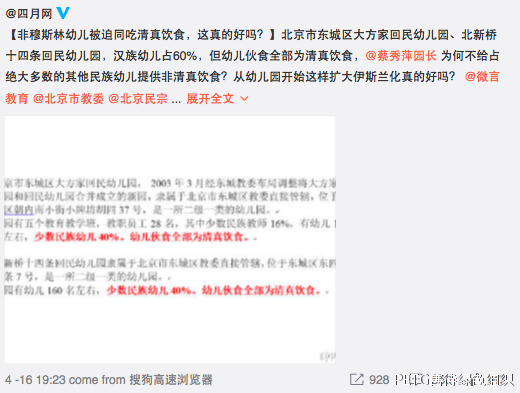 @四月网
【非穆斯林幼儿被迫同吃清真饮食，这真的好吗？】北京市东城区大方家回民幼儿园、北新桥
十四条回民幼儿园，汉族幼儿占60%，但幼儿伙食全部为清真饮食，@蔡秀萍园长 为何不给占
绝大多数的其他民族幼儿提供非清真饮食？从幼儿园开始这样扩大伊斯兰化真的好吗？ @微言
教育 @北京市教委 @北京民宗 ... 展开全文
京市东城区大方家回民幼儿园， 2003 年 3 月经东城教委布局调整将大方家
园和回民幼儿园合并成立的新园，隶属于北京市东城区教委直接管辖，位于
区朝内南小街小牌坊胡同 37 号，是一所二级一类的幼儿园。
园有五个教育教学班，教职员工 28 名，其中少数民族教师 16%，有幼儿 1
左右，少数民族幼儿 40%。幼儿伙食全部为清真饮食。
新桥十四条回民幼儿园隶属于北京市东城区教委直接管辖，位于东城区东四
条 7 号，是一所二级一类的幼儿园。
园有幼儿 160 名左右，少数民族幼儿 40%。幼儿伙食全部为清真饮食。
4 -16 19:23 come from 搜狗高速浏览器
928